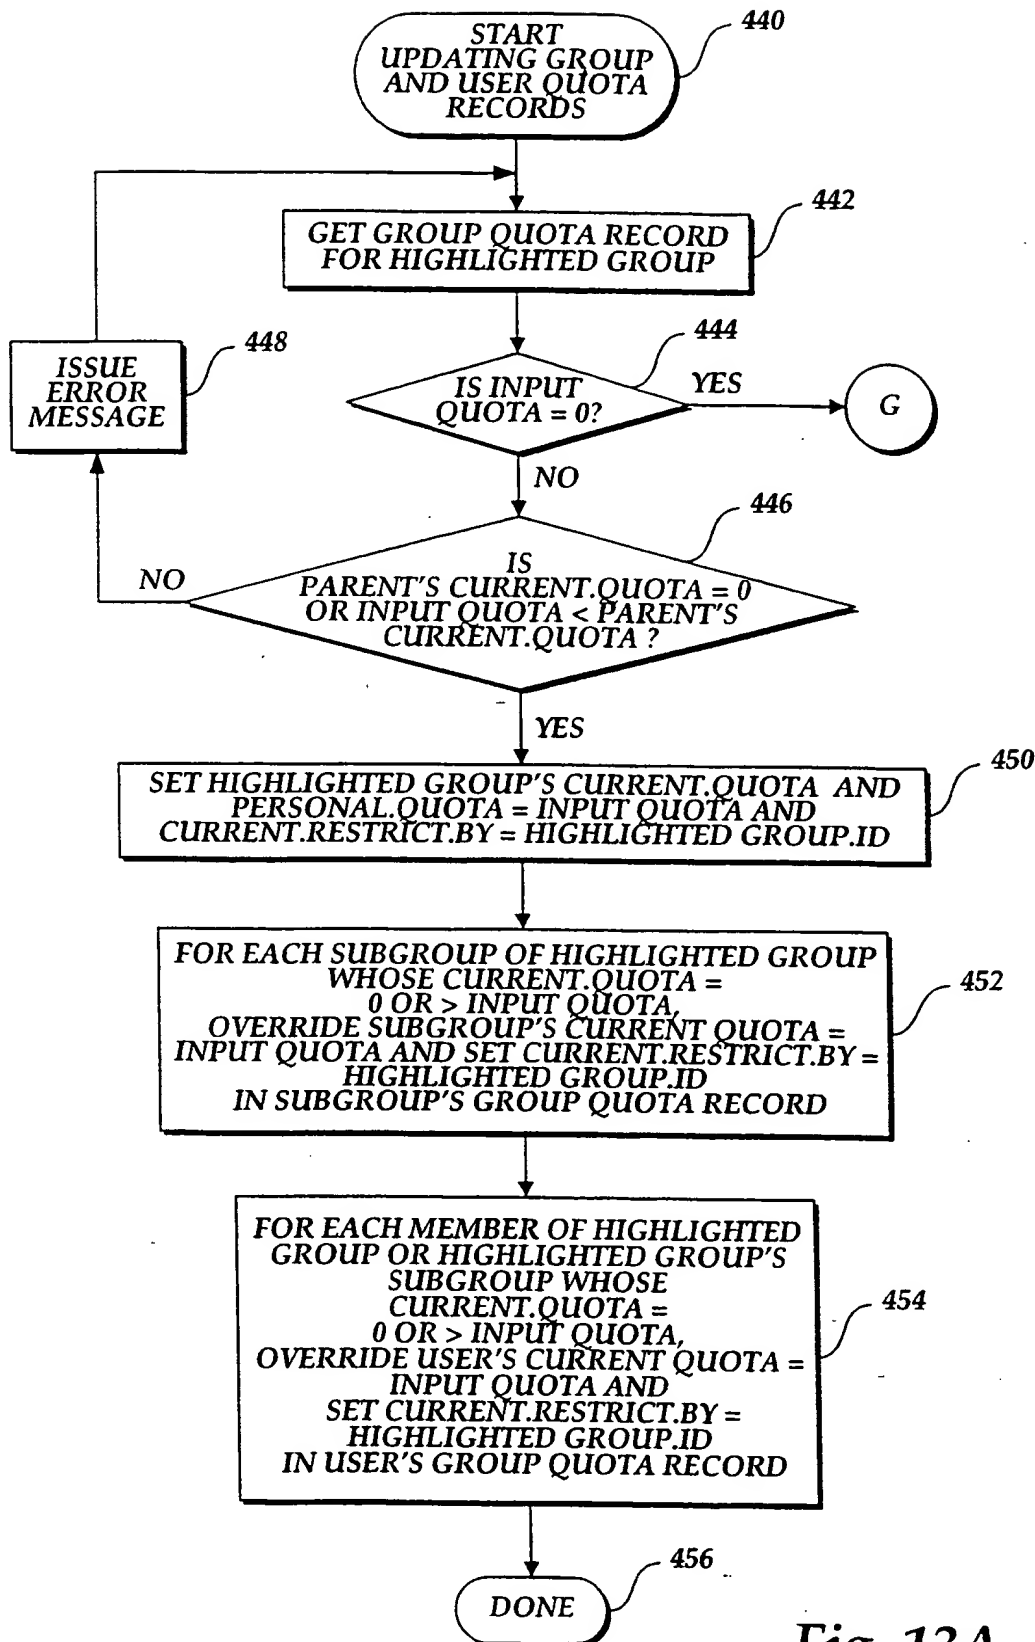 START
UPDATING GROUP
AND USER QUOTA
RECORDS
440
GET GROUP QUOTA RECORD
FOR HIGHLIGHTED GROUP
442
ISSUE
ERROR
MESSAGE
448
IS INPUT
QUOTA = 0?
444
YES
G
NO
446
IS
PARENT'S CURRENT.QUOTA = 0
OR INPUT QUOTA < PARENT'S
CURRENT.QUOTA ?
NO
YES
450
SET HIGHLIGHTED GROUP'S CURRENT.QUOTA AND
PERSONAL.QUOTA = INPUT QUOTA AND
CURRENT.RESTRICT.BY = HIGHLIGHTED GROUP.ID
FOR EACH SUBGROUP OF HIGHLIGHTED GROUP
WHOSE CURRENT.QUOTA =
0 OR > INPUT QUOTA,
OVERRIDE SUBGROUP'S CURRENT QUOTA =
INPUT QUOTA AND SET CURRENT.RESTRICT.BY =
HIGHLIGHTED GROUP.ID
IN SUBGROUP'S GROUP QUOTA RECORD
452
FOR EACH MEMBER OF HIGHLIGHTED
GROUP OR HIGHLIGHTED GROUP'S
SUBGROUP WHOSE
CURRENT.QUOTA =
0 OR > INPUT QUOTA,
OVERRIDE USER'S CURRENT QUOTA =
INPUT QUOTA AND
SET CURRENT.RESTRICT.BY =
HIGHLIGHTED GROUP.ID
IN USER'S GROUP QUOTA RECORD
454
DONE
456